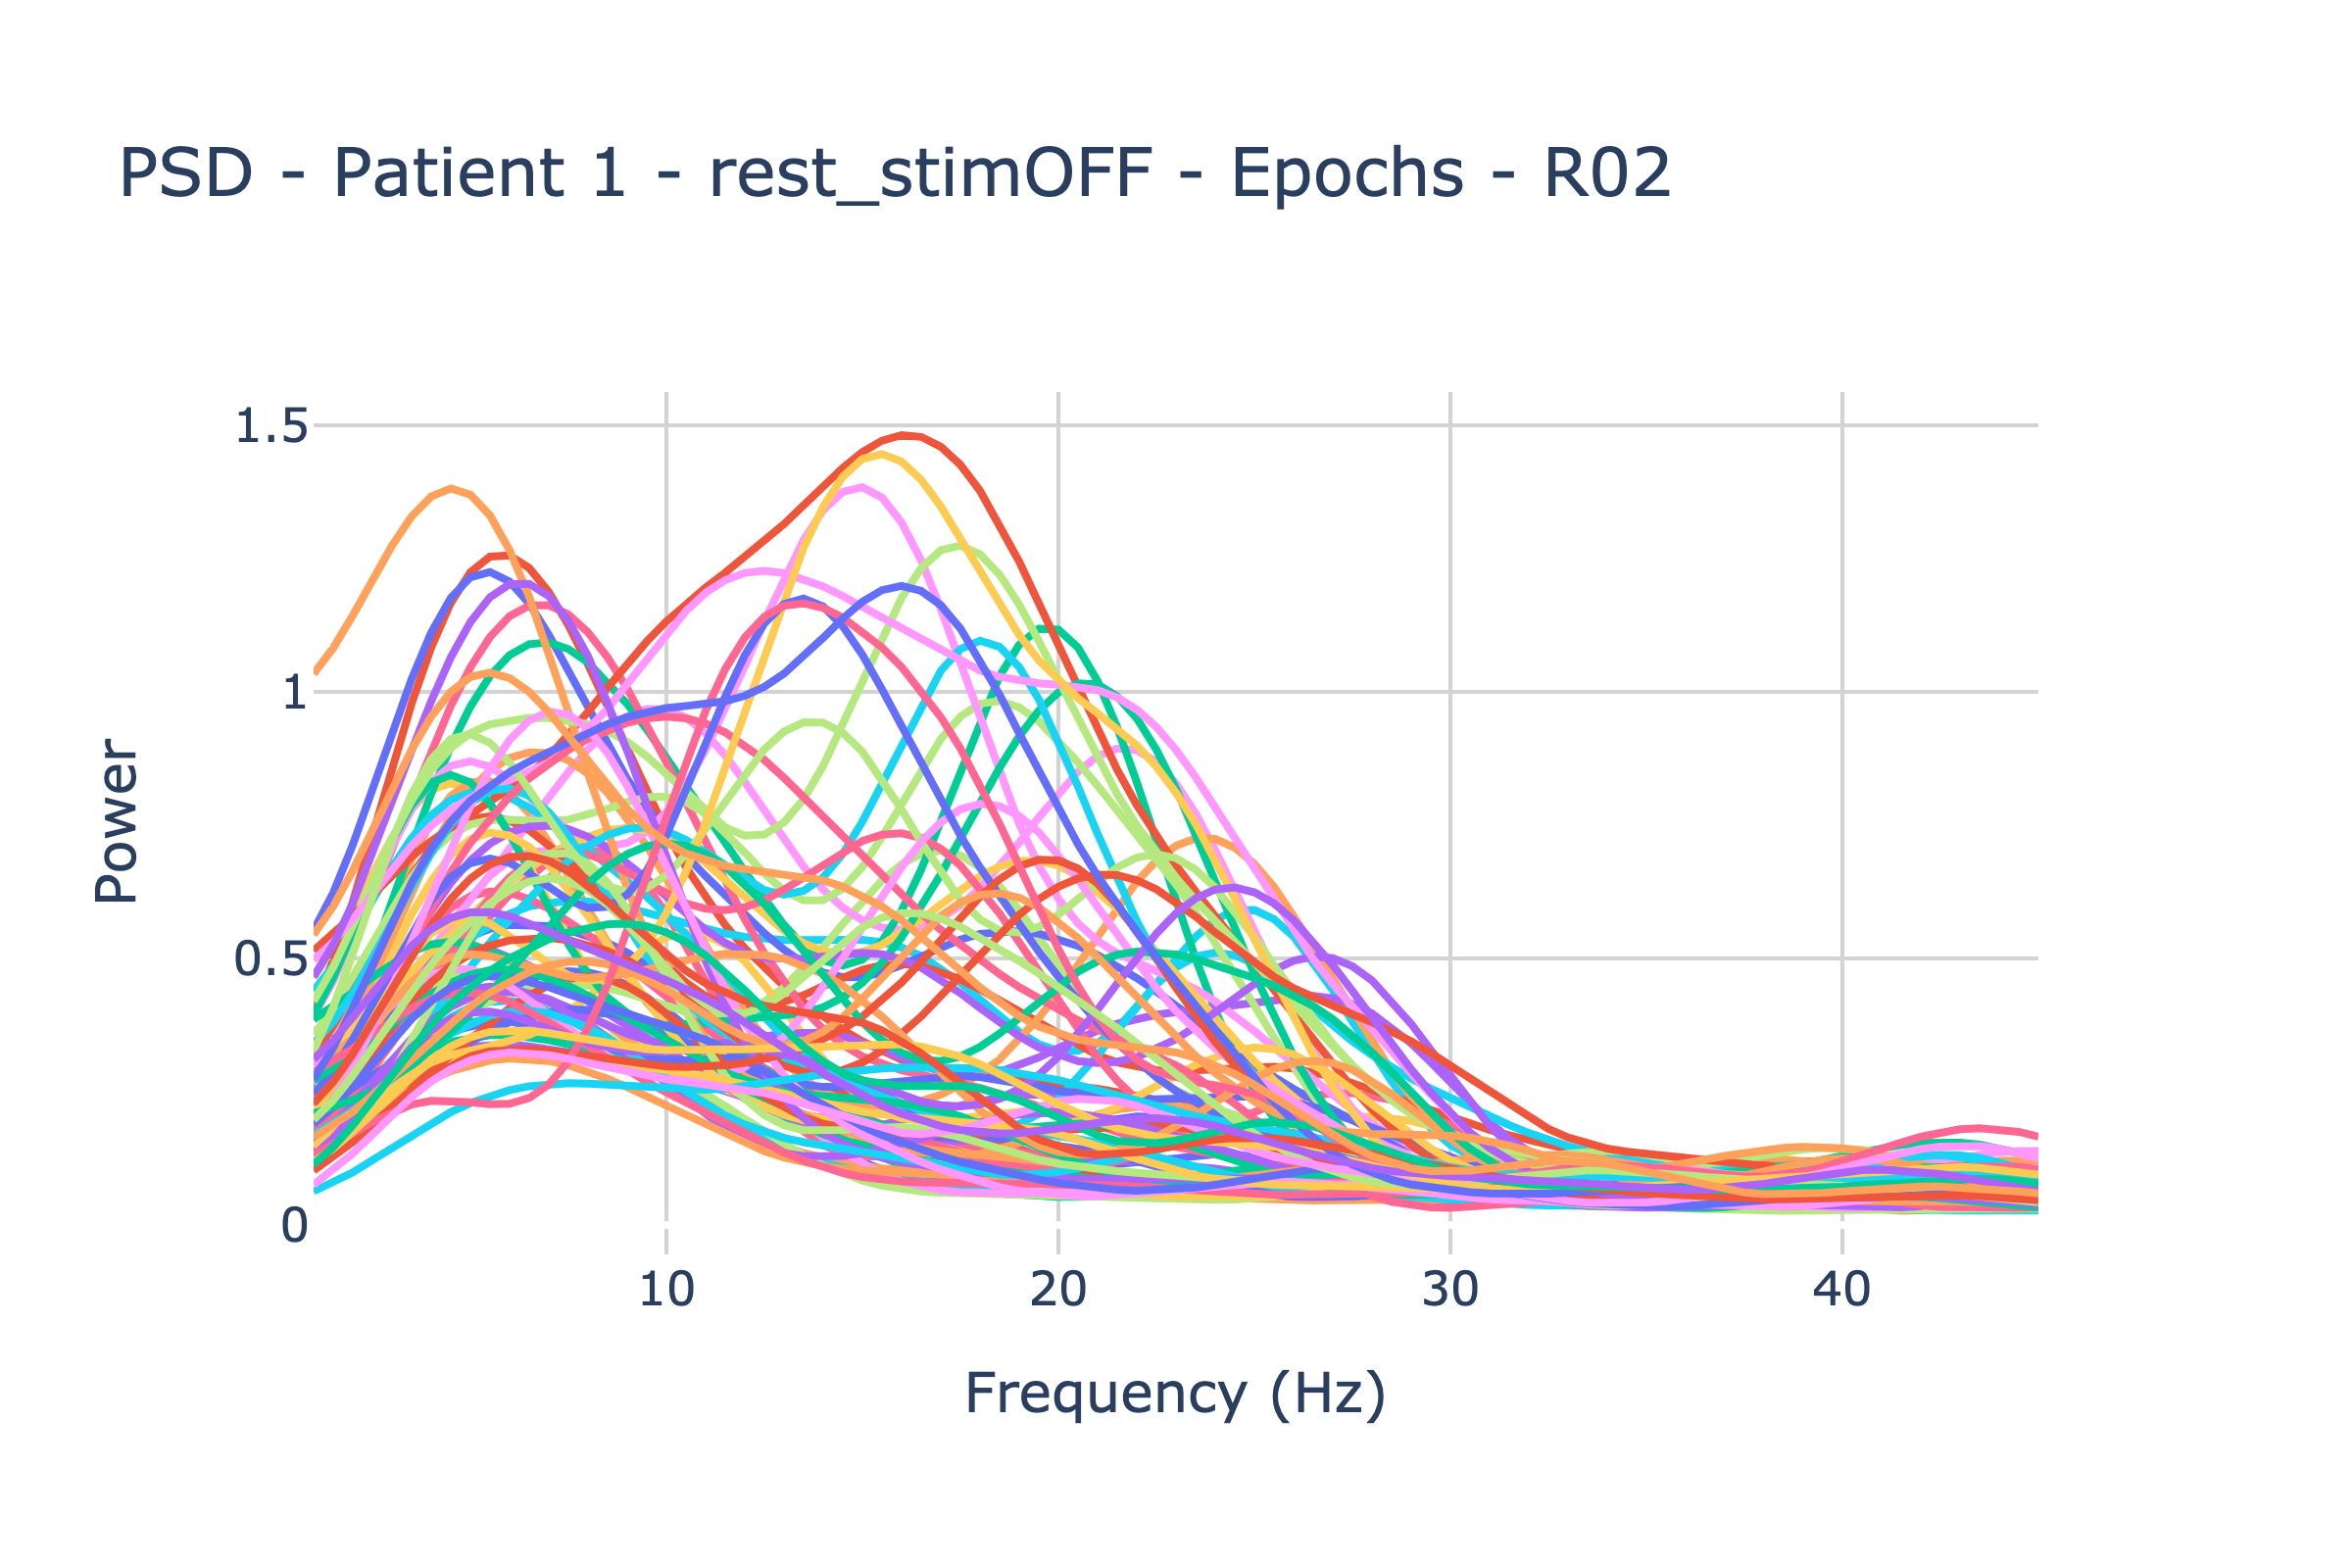 PSD - Patient 1 - rest_stimOFF - Epochs - R02
1.5
1
0.5
0
Power
10 20 30 40
Frequency (Hz)